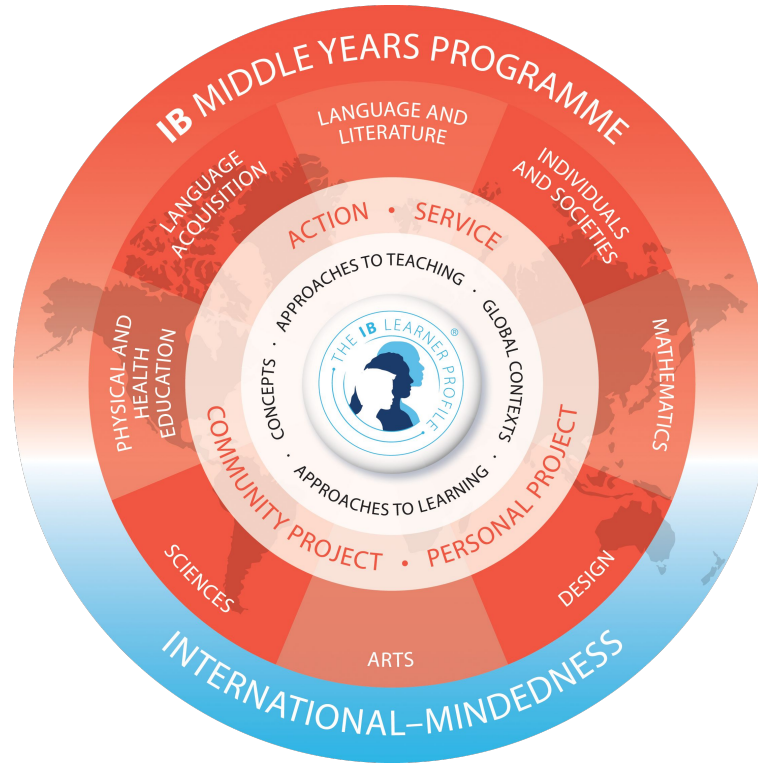 IB MIDDLE YEARS PROGRAMME
LANGUAGE AND
LITERATURE
INDIVIDUALS
AND SOCIETIES
MATHEMATICS
DESIGN
ARTS
SCIENCES
PHYSICAL AND
HEALTH
EDUCATION
LANGUAGE
ACQUISITION
ACTION • SERVICE
PERSONAL PROJECT
•
COMMUNITY PROJECT
APPROACHES TO TEACHING
·
GLOBAL CONTEXTS
·
APPROACHES TO LEARNING
·
CONCEPTS
·
• THE IB LEARNER PROFILE • ®
INTERNATIONAL–MINDEDNESS